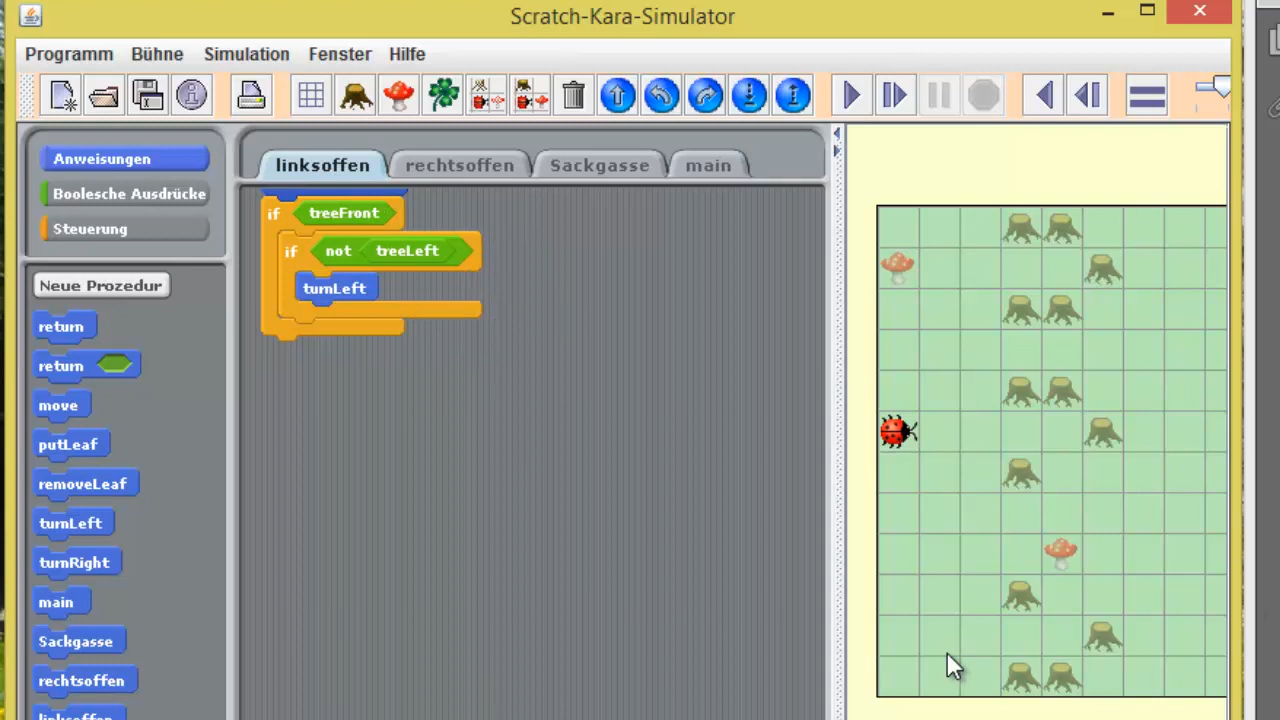 Scratch-Kara-Simulator
Programm Bühne Simulation Fenster Hilfe
Anweisungen
Boolesche Ausdrücke
Steuerung
Neue Prozedur
return
return
move
putLeaf
removeLeaf
turnLeft
turnRight
main
Sackgasse
rechtsoffen
linksoffen
linksoffen rechtsoffen Sackgasse main
if treeFront
if not treeLeft
turnLeft